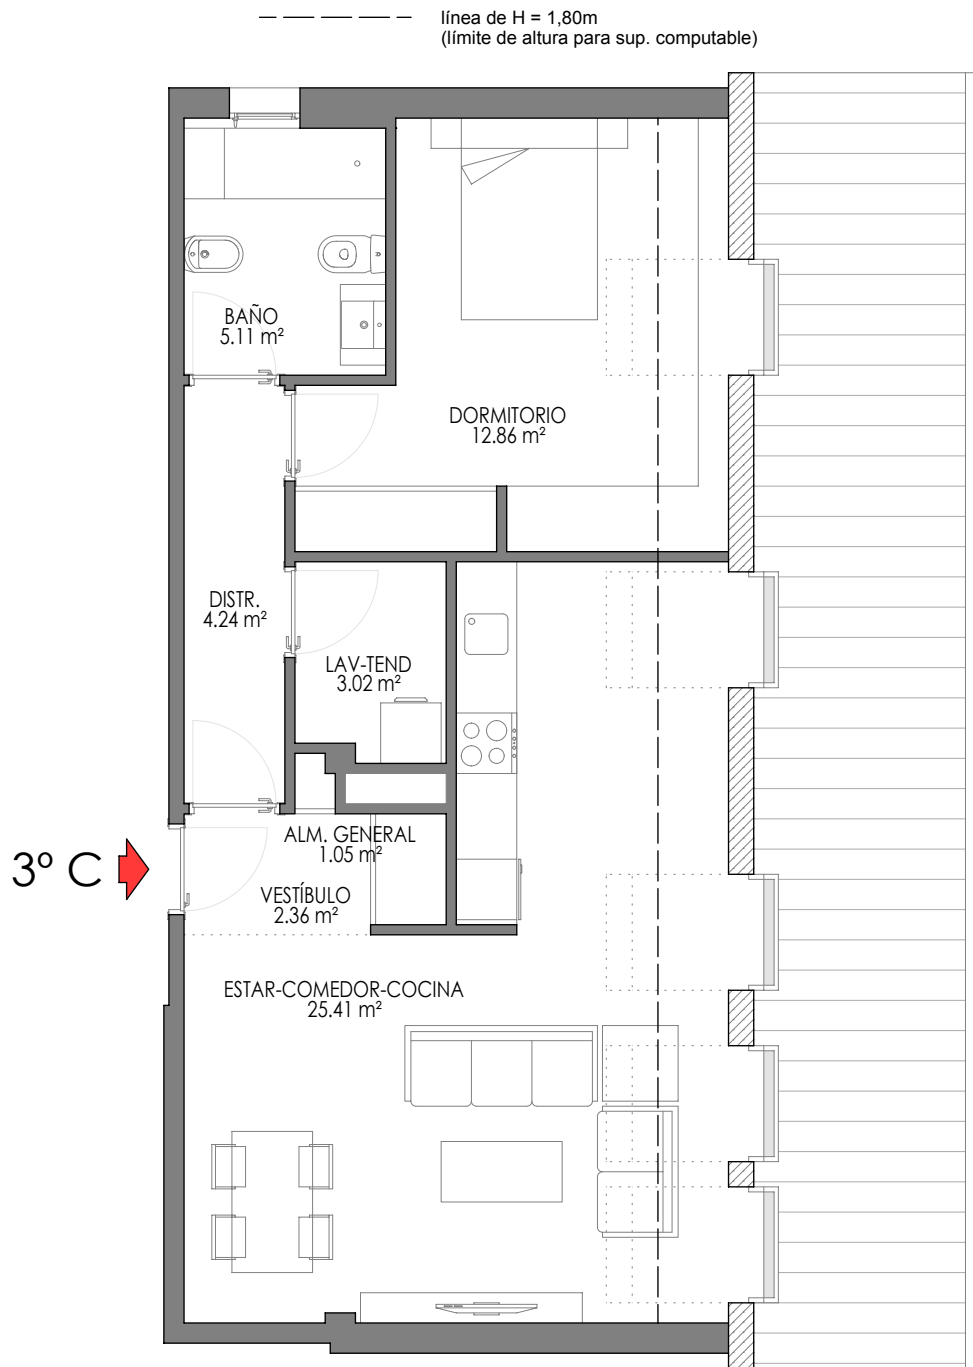 línea de H = 1,80m
(límite de altura para sup. computable)
BAÑO
5.11 m²
DORMITORIO
12.86 m²
DISTR.
4.24 m²
LAV-TEND
3.02 m²
ALM. GENERAL
1.05 m²
3º C
VESTÍBULO
2.36 m²
ESTAR-COMEDOR-COCINA
25.41 m²